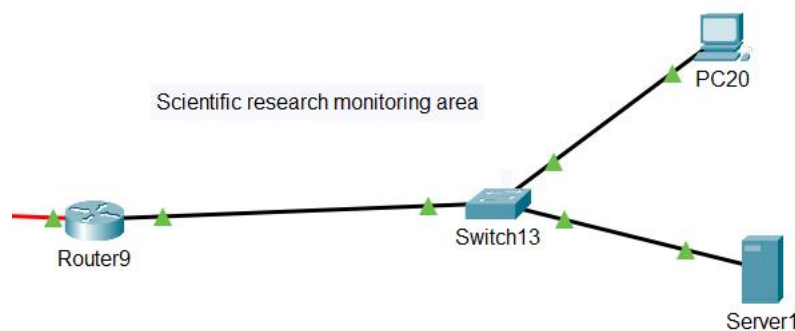 PC20
Scientific research monitoring area
Switch13
Router9
Server1